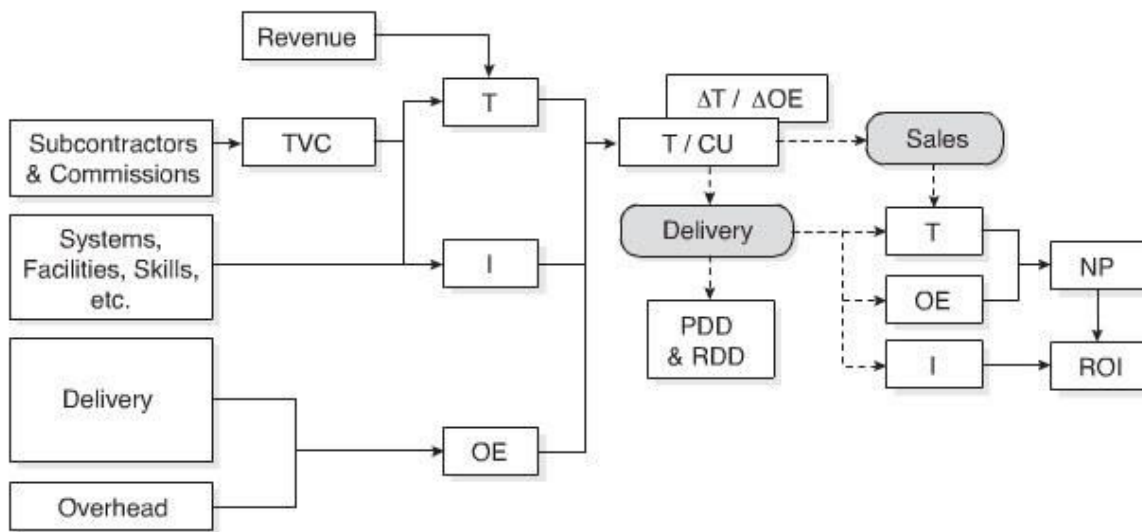 Revenue
T
ΔT / ΔOE
Subcontractors
& Commissions
TVC
T / CU
Sales
Systems,
Facilities, Skills,
etc.
I
Delivery
T
OE
NP
PDD
& RDD
I
ROI
Delivery
OE
Overhead